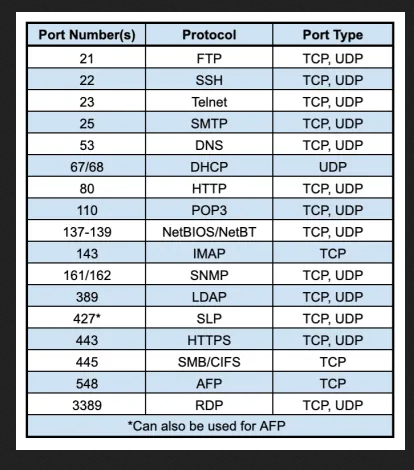 Port Number(s) Protocol Port Type
21 FTP TCP, UDP
22 SSH TCP, UDP
23 Telnet TCP, UDP
25 SMTP TCP, UDP
53 DNS TCP, UDP
67/68 DHCP UDP
80 HTTP TCP, UDP
110 POP3 TCP, UDP
137-139 NetBIOS/NetBT TCP, UDP
143 IMAP TCP
161/162 SNMP TCP, UDP
389 LDAP TCP, UDP
427* SLP TCP, UDP
443 HTTPS TCP, UDP
445 SMB/CIFS TCP
548 AFP TCP
3389 RDP TCP, UDP
*Can also be used for AFP